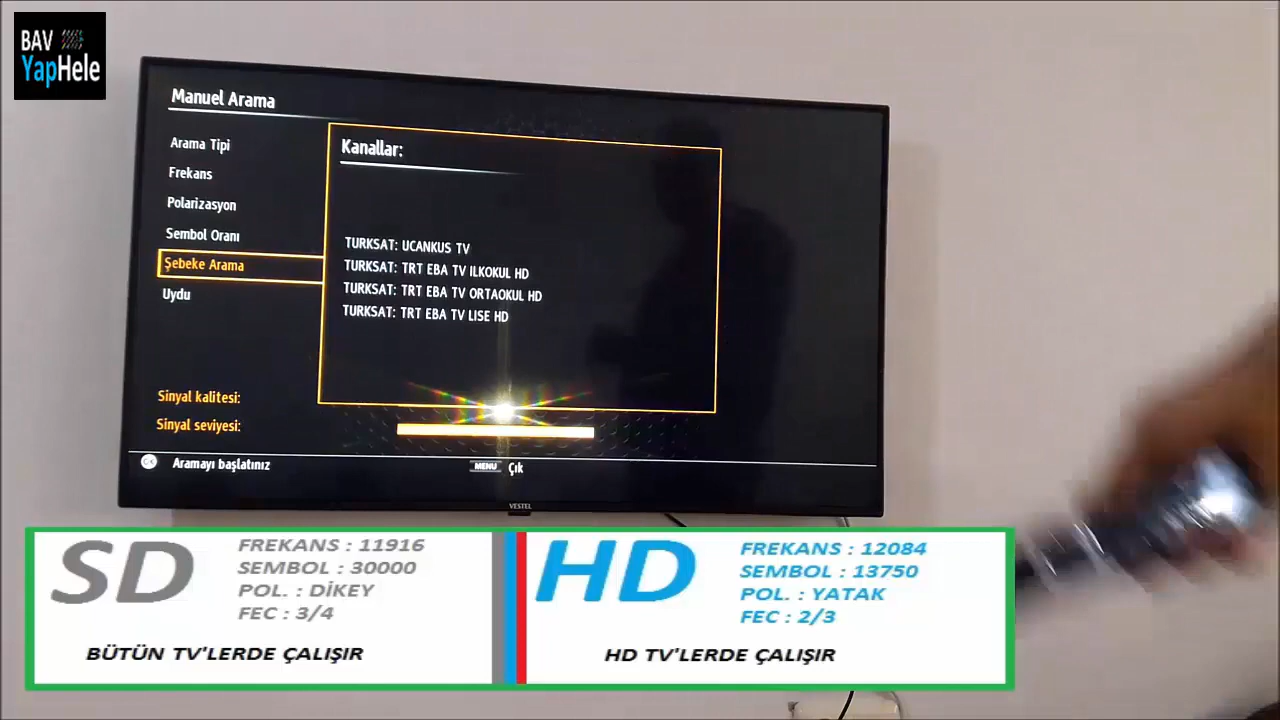 BAV
YapHele
Manuel Arama
Arama Tipi
Frekans
Polarizasyon
Sembol Oranı
Şebeke Arama
Uydu
Kanallar:
TURKSAT: UCANKUS TV
TURKSAT: TRT EBA TV ILKOKUL HD
TURKSAT: TRT EBA TV ORTAOKUL HD
TURKSAT: TRT EBA TV LISE HD
Sinyal kalitesi:
Sinyal seviyesi:
OK Aramayı başlatınız
MENU Çık
VESTEL
SD
FREKANS : 11916
SEMBOL : 30000
POL. : DİKEY
FEC : 3/4
BÜTÜN TV'LERDE ÇALIŞIR
HD
FREKANS : 12084
SEMBOL : 13750
POL. : YATAK
FEC : 2/3
HD TV'LERDE ÇALIŞIR